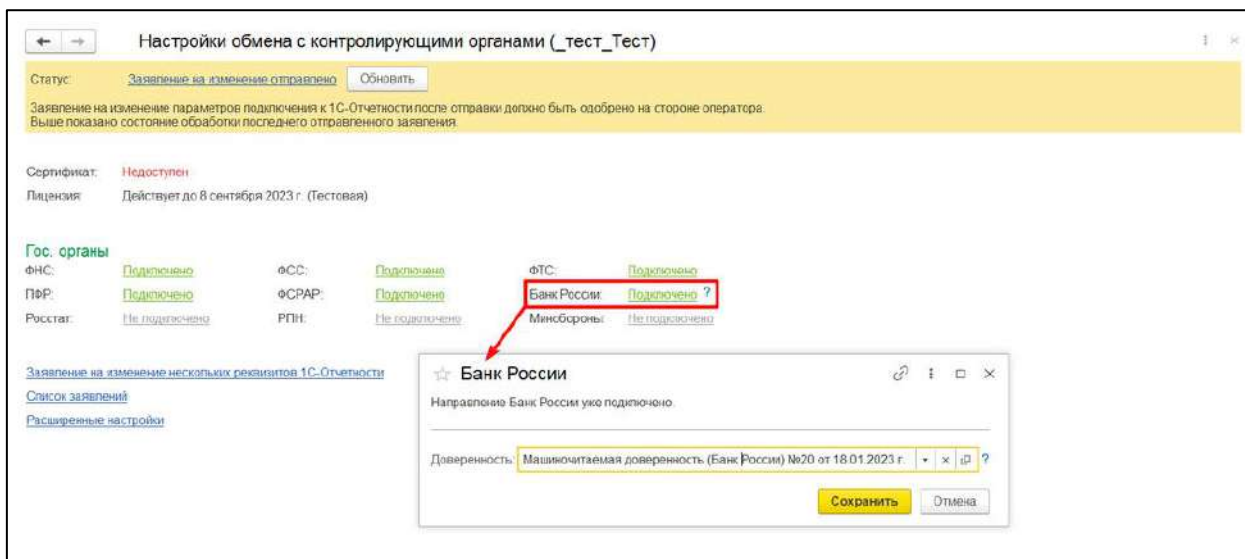 Настройки обмена с контролирующими органами (_тест_Тест)
Статус: Заявление на изменение отправлено Обновить
Заявление на изменение параметров подключения к 1С-Отчетности после отправки должно быть одобрено на стороне оператора.
Выше показано состояние обработки последнего отправленного заявления.
Сертификат: Недоступен
Лицензия: Действует до 8 сентября 2023 г. (Тестовая)
Гос. органы
ФНС: Подключено ФСС: Подключено ФТС: Подключено
ПФР: Подключено ФСРАР: Подключено Банк России: Подключено ?
Росстат: Не подключено РПН: Не подключено Минобороны: Не подключено
Заявление на изменение нескольких реквизитов 1С-Отчетности
Список заявлений
Расширенные настройки
Банк России
Направление Банк России уже подключено.
Доверенность: Машиночитаемая доверенность (Банк России) №20 от 18.01.2023 г. ?
Сохранить Отмена